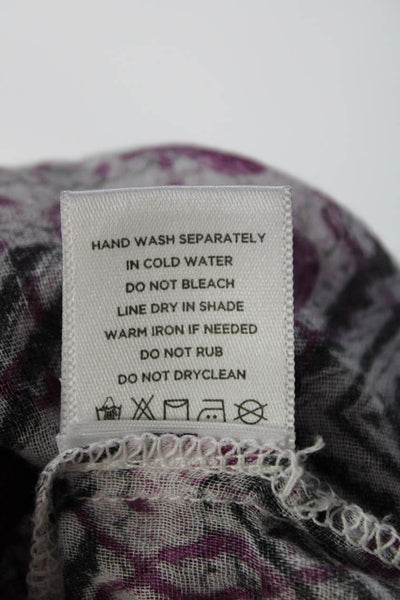 HAND WASH SEPARATELY
IN COLD WATER
DO NOT BLEACH
LINE DRY IN SHADE
WARM IRON IF NEEDED
DO NOT RUB
DO NOT DRYCLEAN